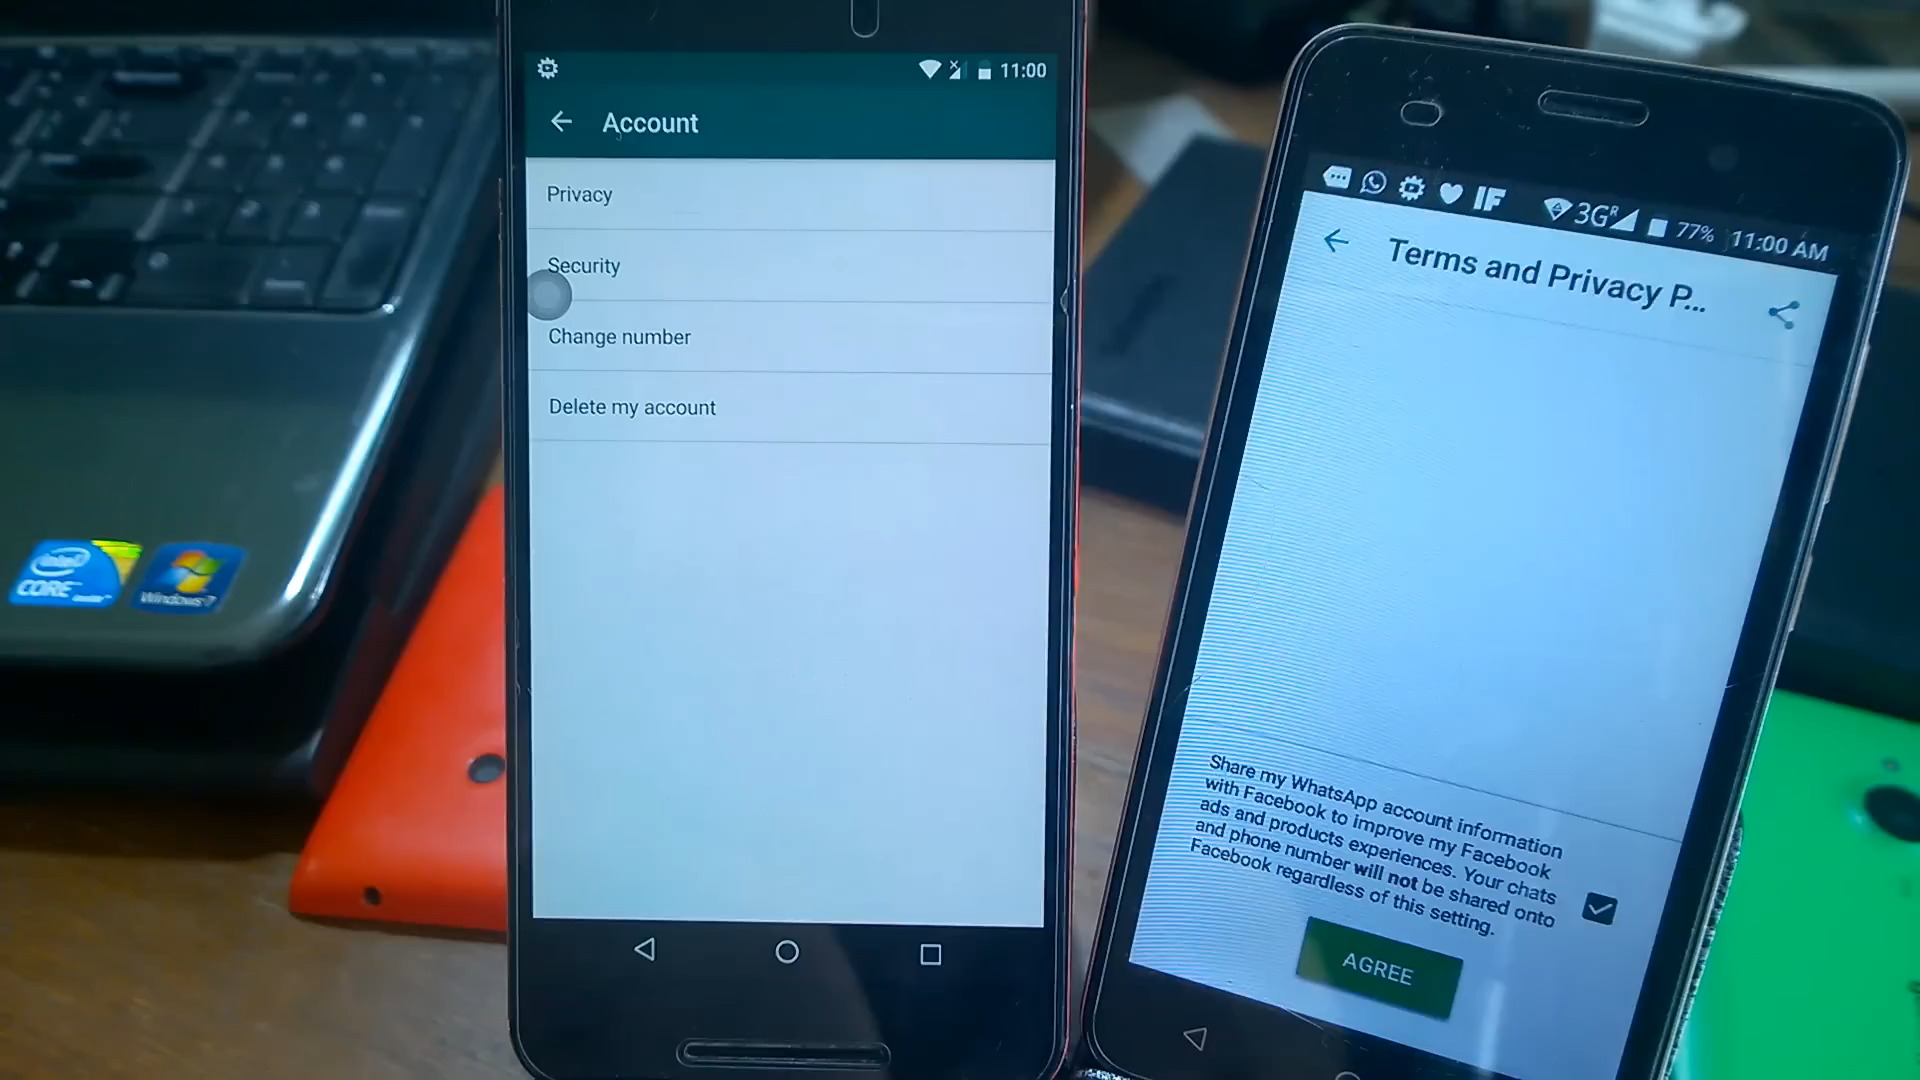 11:00
Account
Privacy
Security
Change number
Delete my account
intel
CORE
Windows 7
IF 3G R 77% 11:00 AM
Terms and Privacy P...
Share my WhatsApp account information
with Facebook to improve my Facebook
ads and products experiences. Your chats
and phone number will not be shared onto
Facebook regardless of this setting.
AGREE